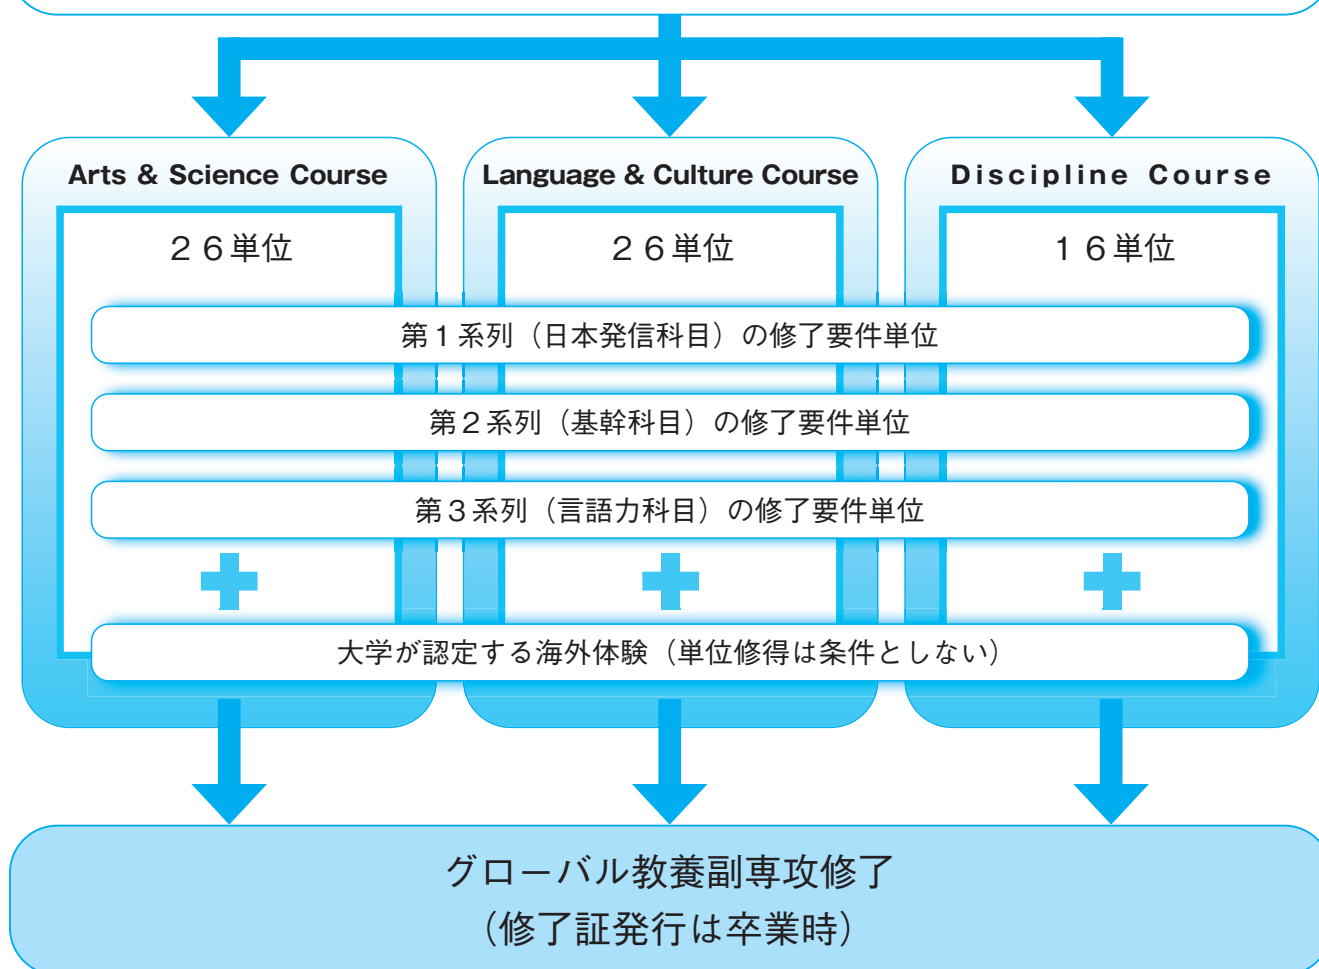 Arts & Science Course
Language & Culture Course
Discipline Course
２６単位
２６単位
１６単位
第１系列（日本発信科目）の修了要件単位
第２系列（基幹科目）の修了要件単位
第３系列（言語力科目）の修了要件単位
大学が認定する海外体験（単位修得は条件としない）
グローバル教養副専攻修了
（修了証発行は卒業時）